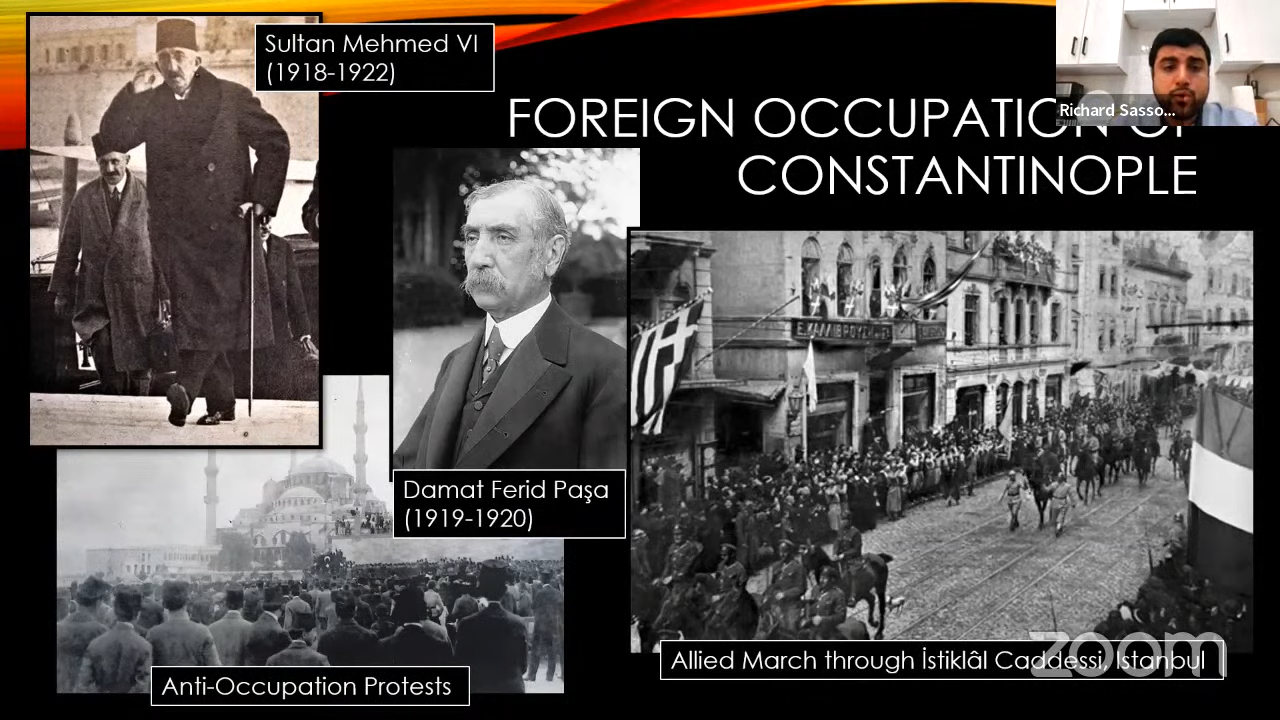 Sultan Mehmed VI
(1918-1922)
Richard Sasso...
FOREIGN OCCUPATION OF
CONSTANTINOPLE
Damat Ferid Paşa
(1919-1920)
Allied March through İstiklâl Caddessi, Istanbul
zoom
Anti-Occupation Protests